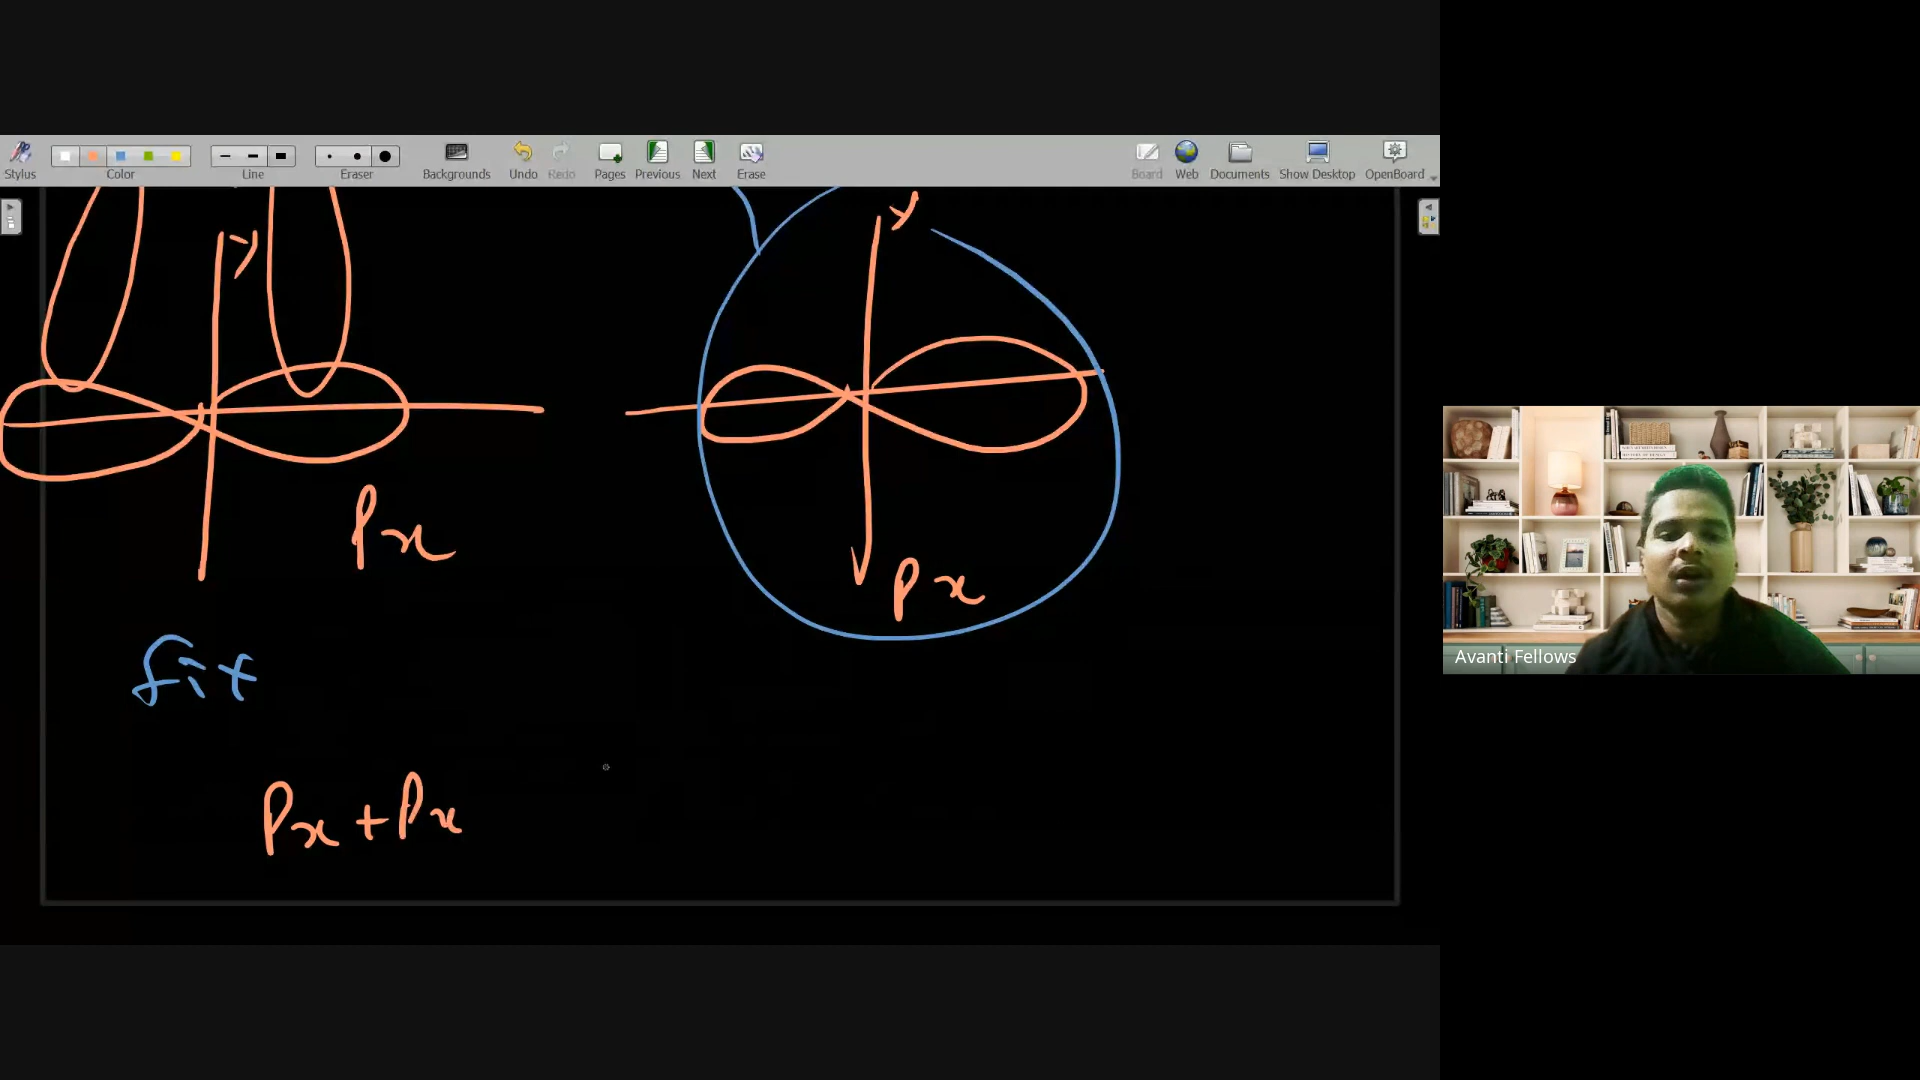 Stylus Color Line Eraser Backgrounds Undo Redo Pages Previous Next Erase Board Web Documents Show Desktop OpenBoard
y
y
Px
Px
fit
Avanti Fellows
Px + Px